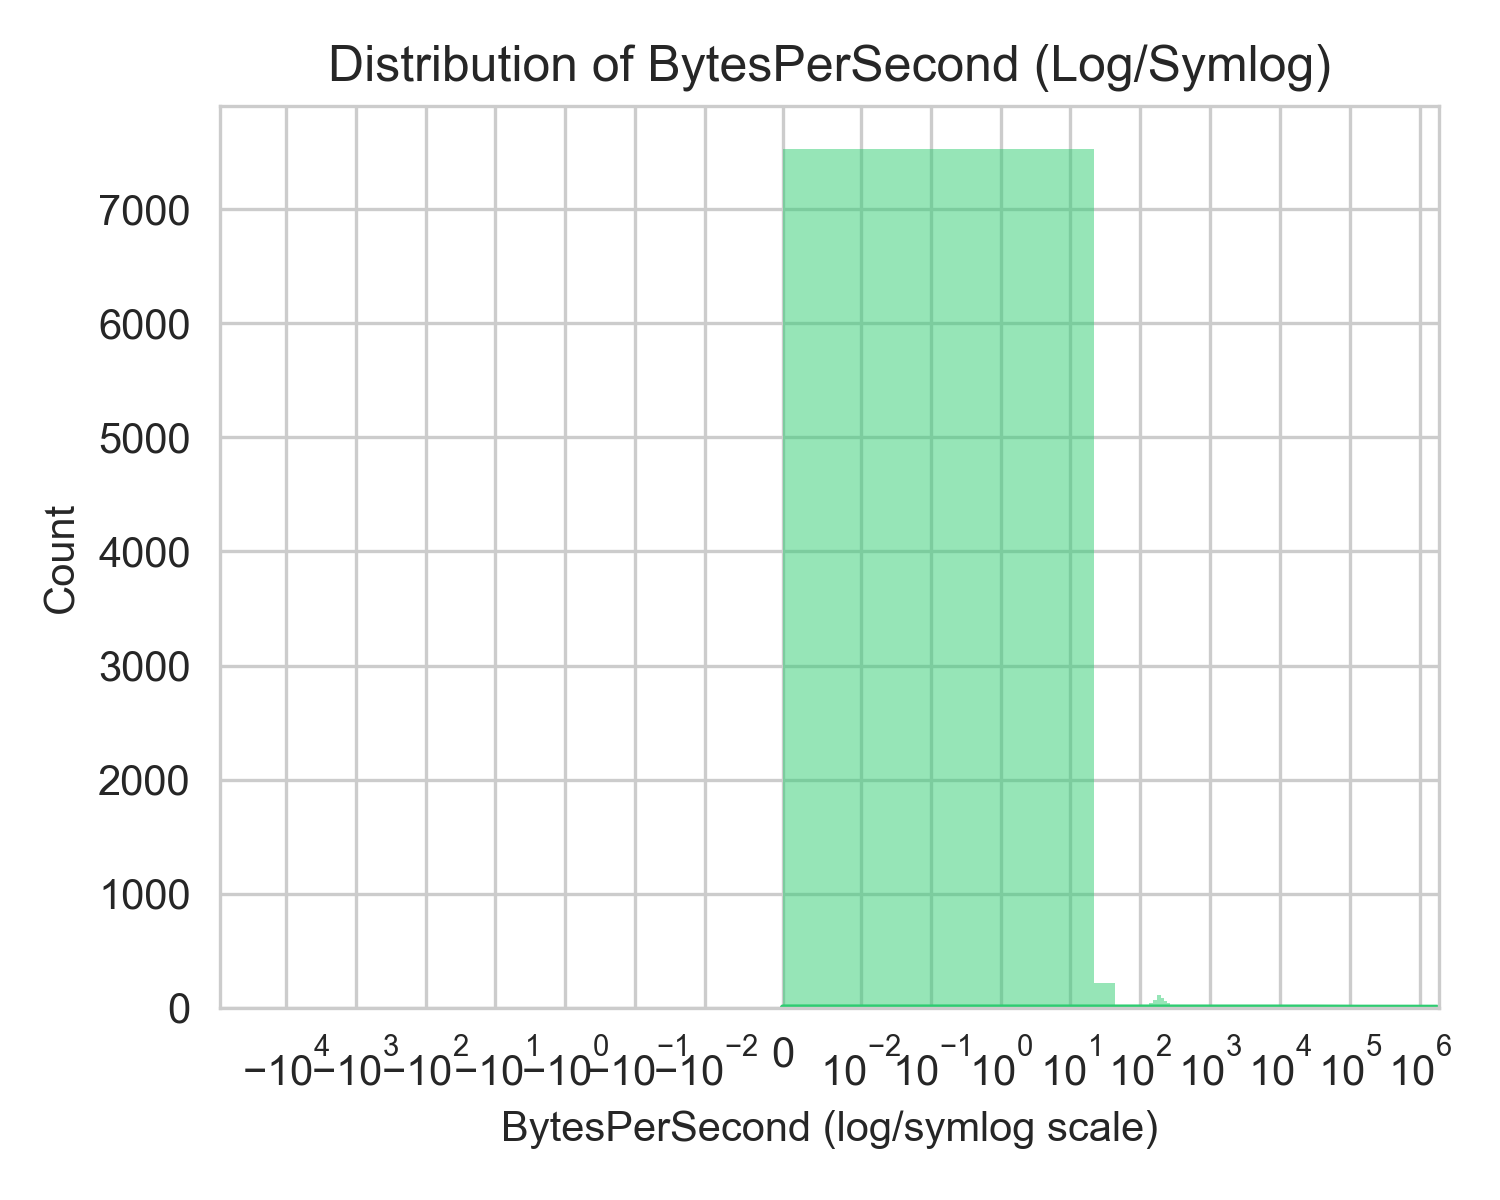 Distribution of BytesPerSecond (Log/Symlog)
7000
6000
5000
4000
3000
2000
1000
0
Count
−10⁴ −10³ −10² −10¹ −10⁰ −10⁻¹ −10⁻² 0 10⁻² 10⁻¹ 10⁰ 10¹ 10² 10³ 10⁴ 10⁵ 10⁶
BytesPerSecond (log/symlog scale)